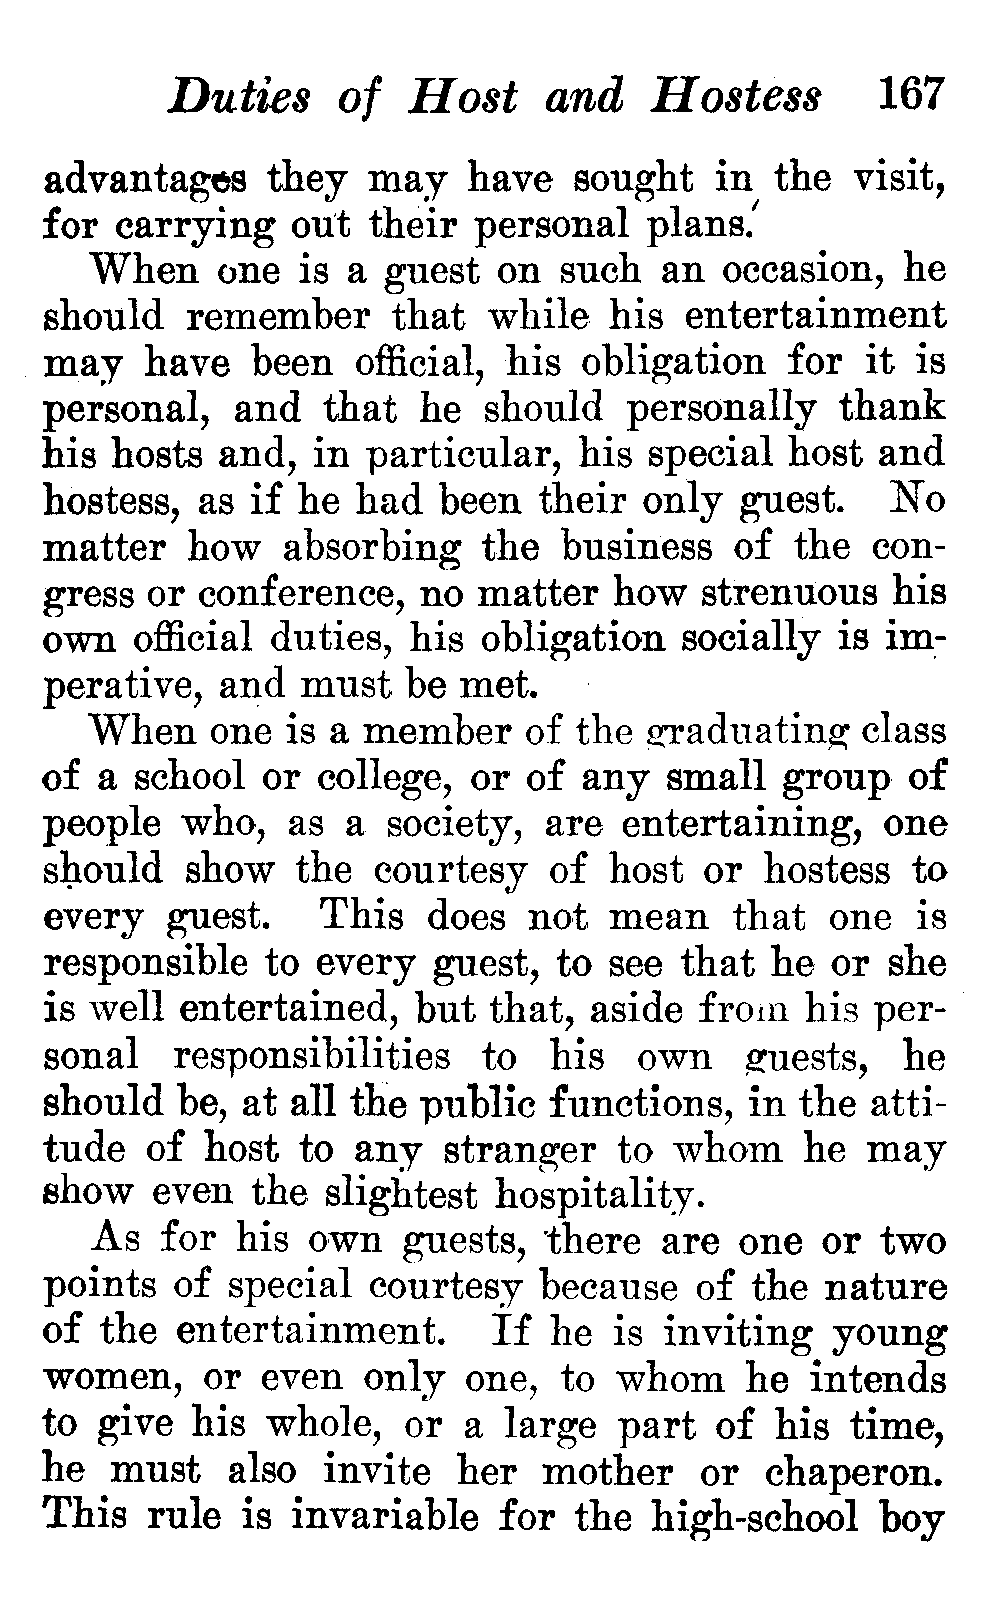 Duties of Host and Hostess 167
advantages they may have sought in the visit,
for carrying out their personal plans.
When one is a guest on such an occasion, he
should remember that while his entertainment
may have been official, his obligation for it is
personal, and that he should personally thank
his hosts and, in particular, his special host and
hostess, as if he had been their only guest. No
matter how absorbing the business of the con-
gress or conference, no matter how strenuous his
own official duties, his obligation socially is im-
perative, and must be met.
When one is a member of the graduating class
of a school or college, or of any small group of
people who, as a society, are entertaining, one
should show the courtesy of host or hostess to
every guest. This does not mean that one is
responsible to every guest, to see that he or she
is well entertained, but that, aside from his per-
sonal responsibilities to his own guests, he
should be, at all the public functions, in the atti-
tude of host to any stranger to whom he may
show even the slightest hospitality.
As for his own guests, there are one or two
points of special courtesy because of the nature
of the entertainment. If he is inviting young
women, or even only one, to whom he intends
to give his whole, or a large part of his time,
he must also invite her mother or chaperon.
This rule is invariable for the high-school boy